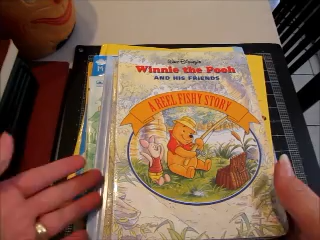 Walt Disney's
Winnie the Pooh
AND HIS FRIENDS
A REEL FISHY STORY